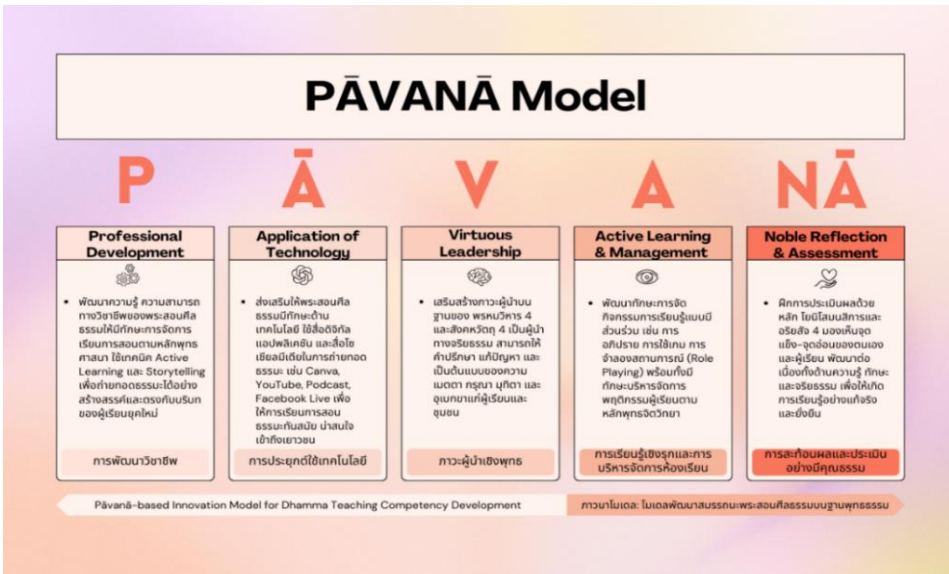 PĀVANĀ Model
P
Ā
V
A
NĀ
Professional
Development
• พัฒนาความรู้ ความสามารถ
ทางวิชาชีพของพระสอนศีล
ธรรมให้มีทักษะการจัดการ
เรียนการสอนตามหลักพุทธ
ศาสนา ใช้เทคนิค Active
Learning และ Storytelling
เพื่อถ่ายทอดธรรมะได้อย่าง
สร้างสรรค์และตรงกับบริบท
ของผู้เรียนยุคใหม่
การพัฒนาวิชาชีพ
Application of
Technology
• ส่งเสริมให้พระสอนศีล
ธรรมมีทักษะด้าน
เทคโนโลยี ใช้สื่อดิจิทัล
แอปพลิเคชัน และสื่อโซ
เชียลมีเดียในการถ่ายทอด
ธรรมะ เช่น Canva,
YouTube, Podcast,
Facebook Live เพื่อ
ให้การเรียนการสอน
ธรรมะทันสมัย น่าสนใจ
เข้าถึงเยาวชน
การประยุกต์ใช้เทคโนโลยี
Virtuous
Leadership
• เสริมสร้างภาวะผู้นำบน
ฐานของ พรหมวิหาร 4
และสังคหวัตถุ 4 เป็นผู้นำ
ทางจริยธรรม สามารถให้
คำปรึกษา แก้ปัญหา และ
เป็นต้นแบบของความ
เมตตา กรุณา มุทิตา และ
อุเบกขาแก่ผู้เรียนและ
ชุมชน
ภาวะผู้นำเชิงพุทธ
Active Learning
& Management
• พัฒนาทักษะการจัด
กิจกรรมการเรียนรู้แบบมี
ส่วนร่วม เช่น การ
อภิปราย การใช้เกม การ
จำลองสถานการณ์ (Role
Playing) พร้อมทั้งมี
ทักษะบริหารจัดการ
พฤติกรรมผู้เรียนตาม
หลักพุทธจิตวิทยา
การเรียนรู้เชิงรุกและการ
บริหารจัดการห้องเรียน
Noble Reflection
& Assessment
• ฝึกการประเมินผลด้วย
หลัก โยนิโสมนสิการและ
อริยสัจ 4 มองเห็นจุด
แข็ง-จุดอ่อนของตนเอง
และผู้เรียน พัฒนาต่อ
เนื่องทั้งด้านความรู้ ทักษะ
และจริยธรรม เพื่อให้เกิด
การเรียนรู้อย่างแท้จริง
และยั่งยืน
การสะท้อนผลและประเมิน
อย่างมีคุณธรรม
Pāvanā-based Innovation Model for Dhamma Teaching Competency Development
ภาวนาโมเดล: โมเดลพัฒนาสมรรถนะพระสอนศีลธรรมบนฐานพุทธธรรม